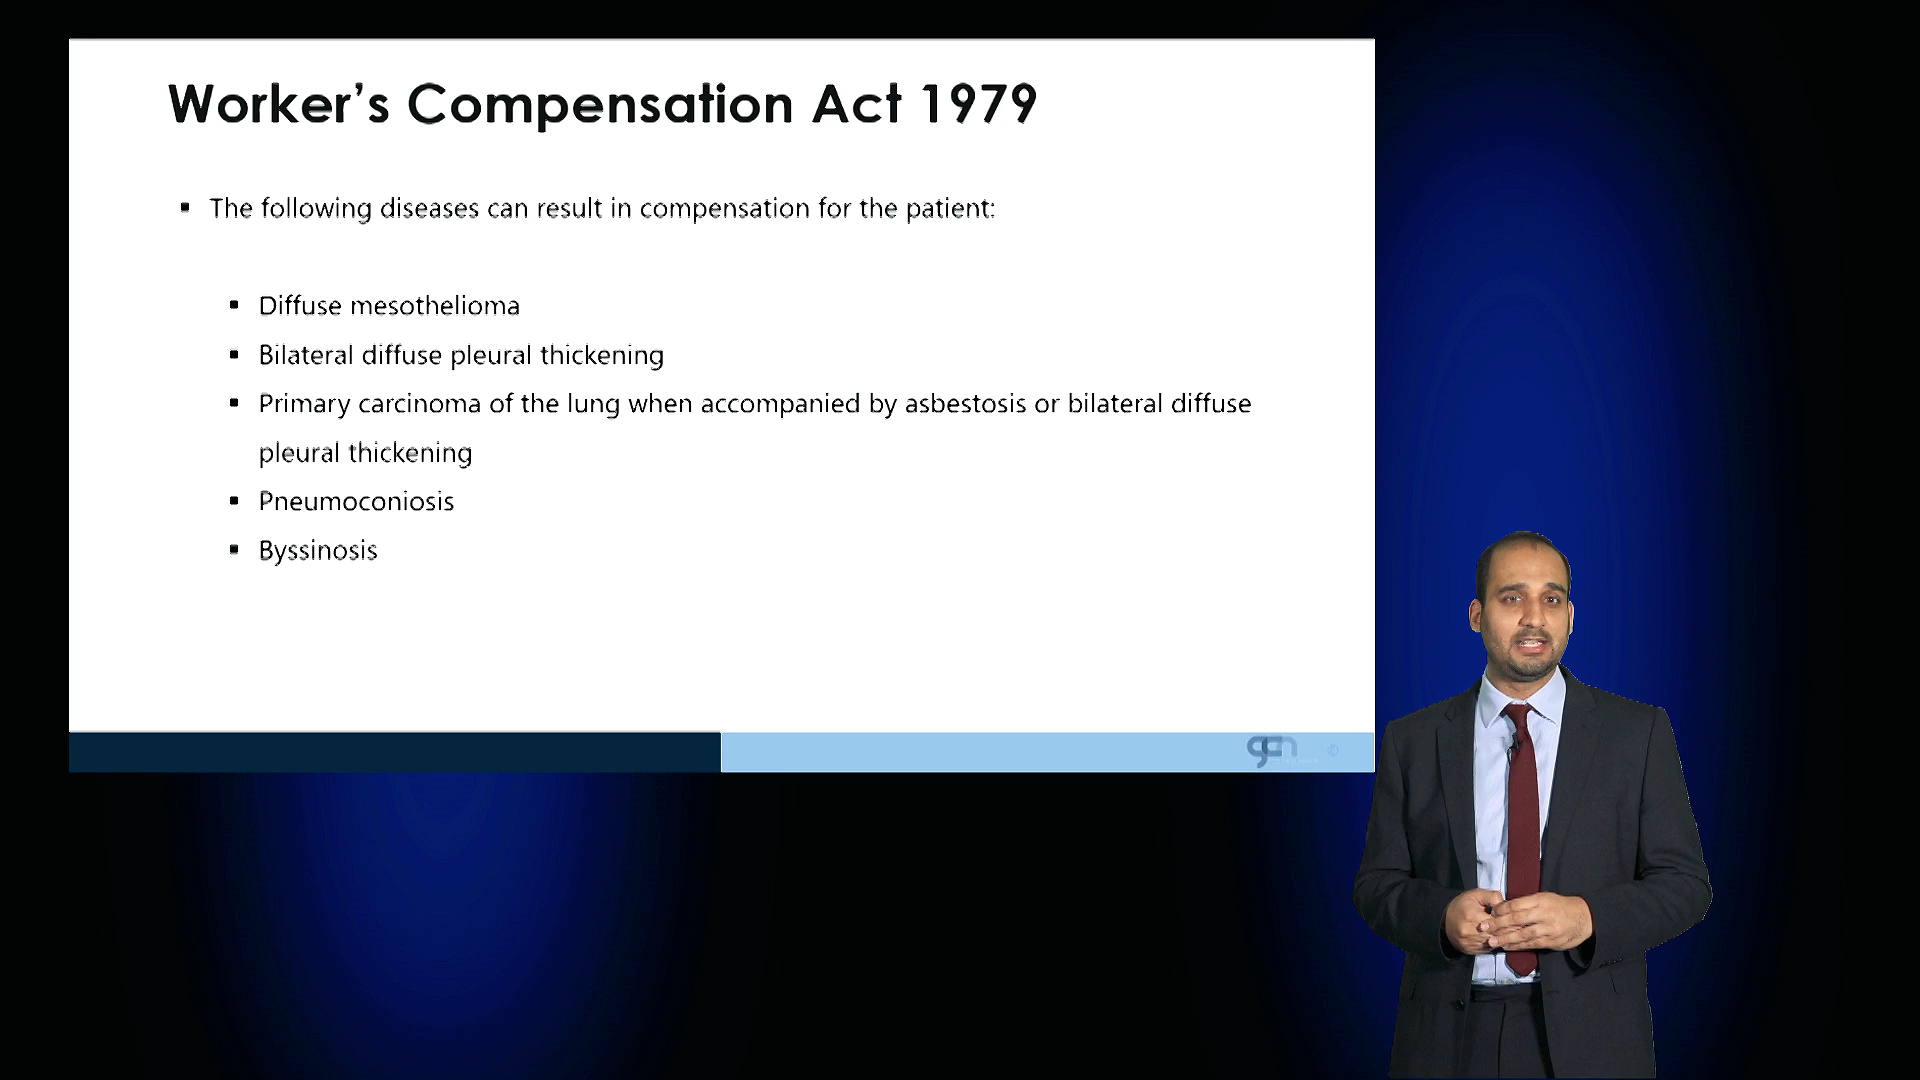 Worker’s Compensation Act 1979
▪ The following diseases can result in compensation for the patient:
▪ Diffuse mesothelioma
▪ Bilateral diffuse pleural thickening
▪ Primary carcinoma of the lung when accompanied by asbestosis or bilateral diffuse
pleural thickening
▪ Pneumoconiosis
▪ Byssinosis
gcn ©